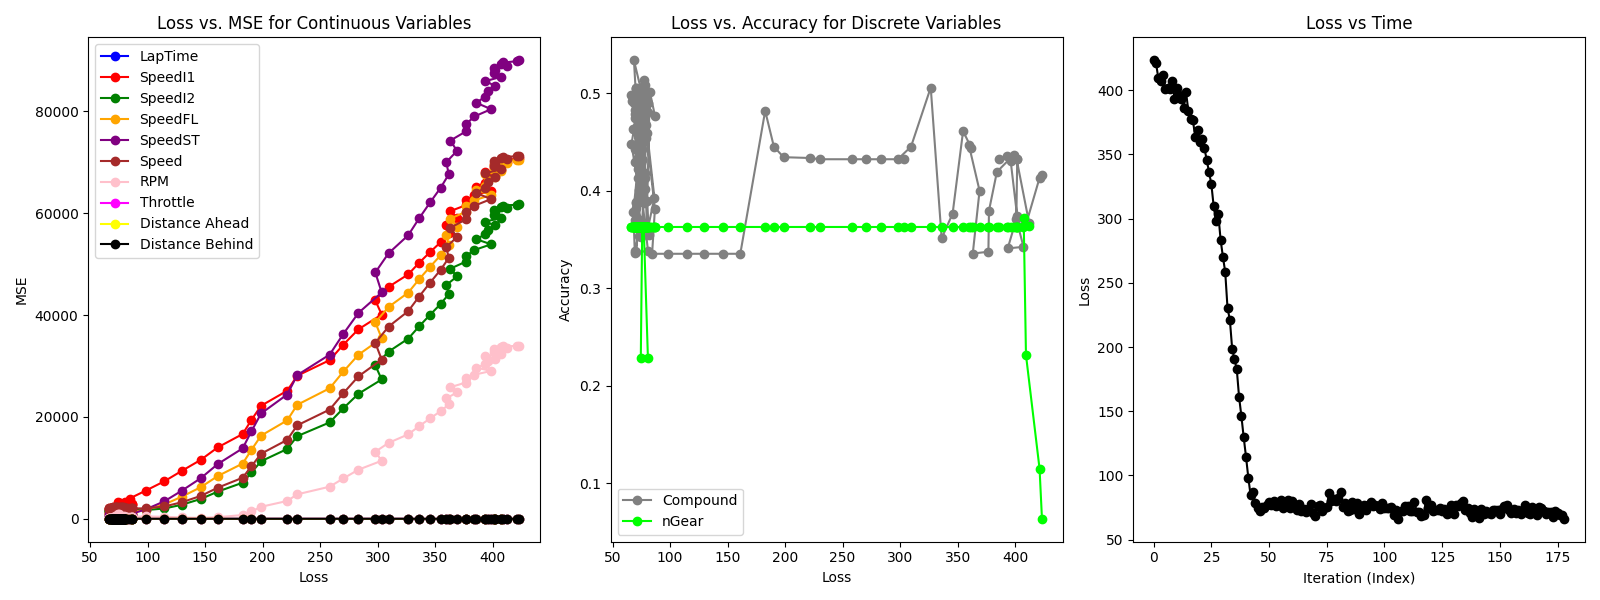 Loss vs. MSE for Continuous Variables
MSE
80000
60000
40000
20000
0
LapTime
SpeedI1
SpeedI2
SpeedFL
SpeedST
Speed
RPM
Throttle
Distance Ahead
Distance Behind
50 100 150 200 250 300 350 400
Loss
Loss vs. Accuracy for Discrete Variables
Accuracy
0.5
0.4
0.3
0.2
0.1
Compound
nGear
50 100 150 200 250 300 350 400
Loss
Loss vs Time
Loss
400
350
300
250
200
150
100
50
0 25 50 75 100 125 150 175
Iteration (Index)